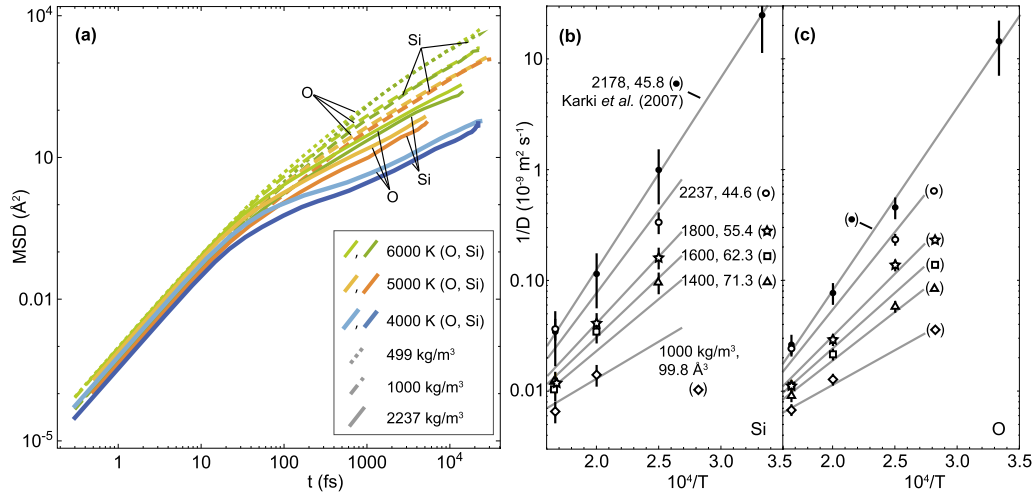 (a)
MSD (Å²)
10⁴
10
0.01
10⁻⁵
Si
O
O
Si
, (O, Si) 6000 K
, 5000 K (O, Si)
, 4000 K (O, Si)
499 kg/m³
1000 kg/m³
2237 kg/m³
1
10
100
1000
10⁴
t (fs)
(b)
1/D (10⁻⁹ m² s⁻¹)
10
1
0.10
0.01
2178, 45.8 ( )
Karki et al. (2007)
2237, 44.6 ( )
1800, 55.4 ( )
1600, 62.3 ( )
1400, 71.3 ( )
1000 kg/m³,
99.8 Å³
( )
Si
2.0
2.5
3.0
3.5
10⁴/T
(c)
( )
( )
( )
( )
( )
( )
O
2.0
2.5
3.0
3.5
10⁴/T